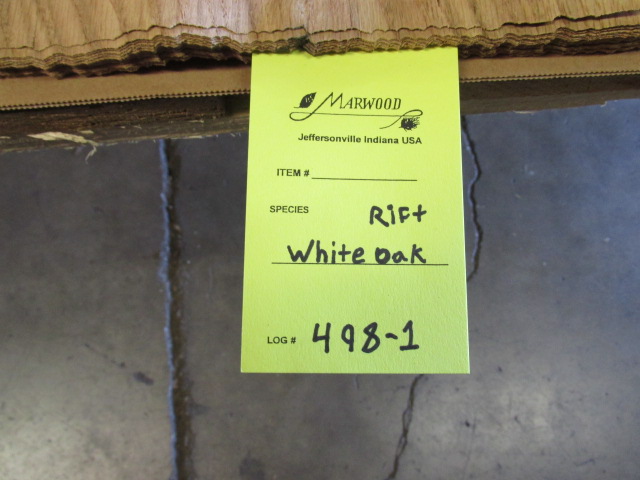 MARWOOD
Jeffersonville Indiana USA
ITEM #
SPECIES Rift
White Oak
LOG # 498-1